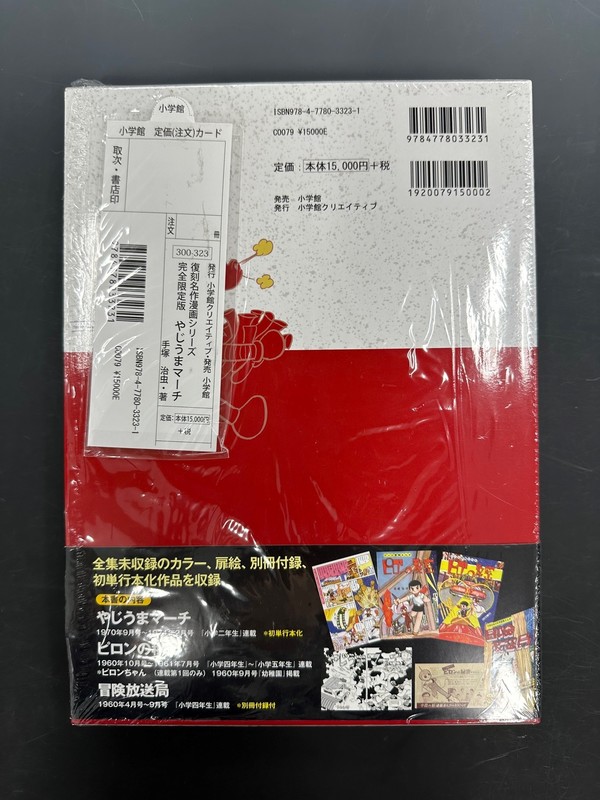 小学館
小学館 定価(注文)カード
取次・書店印
注文
冊
300-323
発行 小学館クリエイティブ・発売 小学館
復刻名作漫画シリーズ
完全限定版 やじうまマーチ
手塚 治虫・著
定価:本体15,000円
+税
ISBN978-4-7780-3323-1
C0079 ¥15000E
ISBN978-4-7780-3323-1
C0079 ¥15000E
9784778033231
定価:本体15,000円+税
1920079150002
発売 小学館
発行 小学館クリエイティブ
全集未収録のカラー、扉絵、別冊付録、
初単行本化作品を収録
本書の内容
やじうまマーチ
1970年9月号~ 「小学二年生」連載 *初単行本化
ピロンの
1960年10月号~1961年7月号 「小学四年生」~「小学五年生」連載
*ピロンちゃん (連載第1回のみ) 1960年9月号「幼稚園」掲載
冒険放送局
1960年4月号~9月号 「小学四年生」連載 *別冊付録付